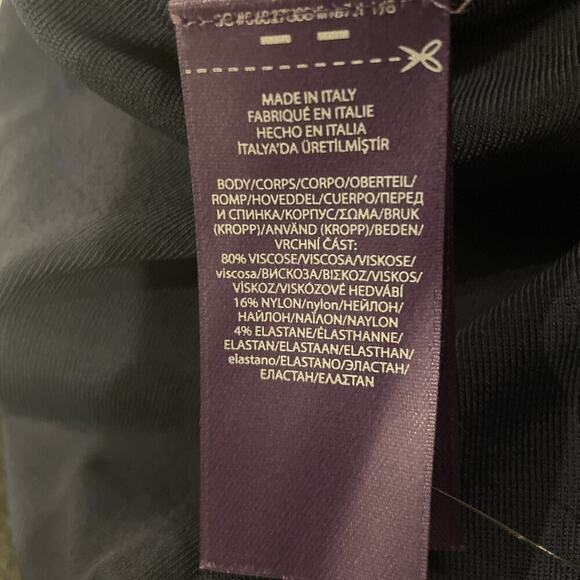 MADE IN ITALY
FABRIQUÉ EN ITALIE
HECHO EN ITALIA
İTALYA'DA ÜRETİLMİŞTİR
BODY/CORPS/CORPO/OBERTEIL/
ROMP/HOVEDDEL/CUERPO/ПЕРЕД
И СПИНКА/КОРПУС/ΣΩΜΑ/BRUK
(KROPP)/ANVÄND (KROPP)/BEDEN/
VRCHNÍ ČÁST:
80% VISCOSE/VISCOSA/VISKOSE/
viscosa/ВИСКОЗА/ΒΙΣΚΟΖ/VISKOS/
VİSKOZ/VISKÓZOVÉ HEDVÁBÍ
16% NYLON/nylon/НЕЙЛОН/
НАЙЛОН/ΝΑΪΛΟΝ/NAYLON
4% ELASTANE/ÉLASTHANNE/
ELASTAN/ELASTAAN/ELASTHAN/
elastano/ELASTANO/ЭЛАСТАН/
ЕЛАСТАН/ΕΛΑΣΤΑΝ